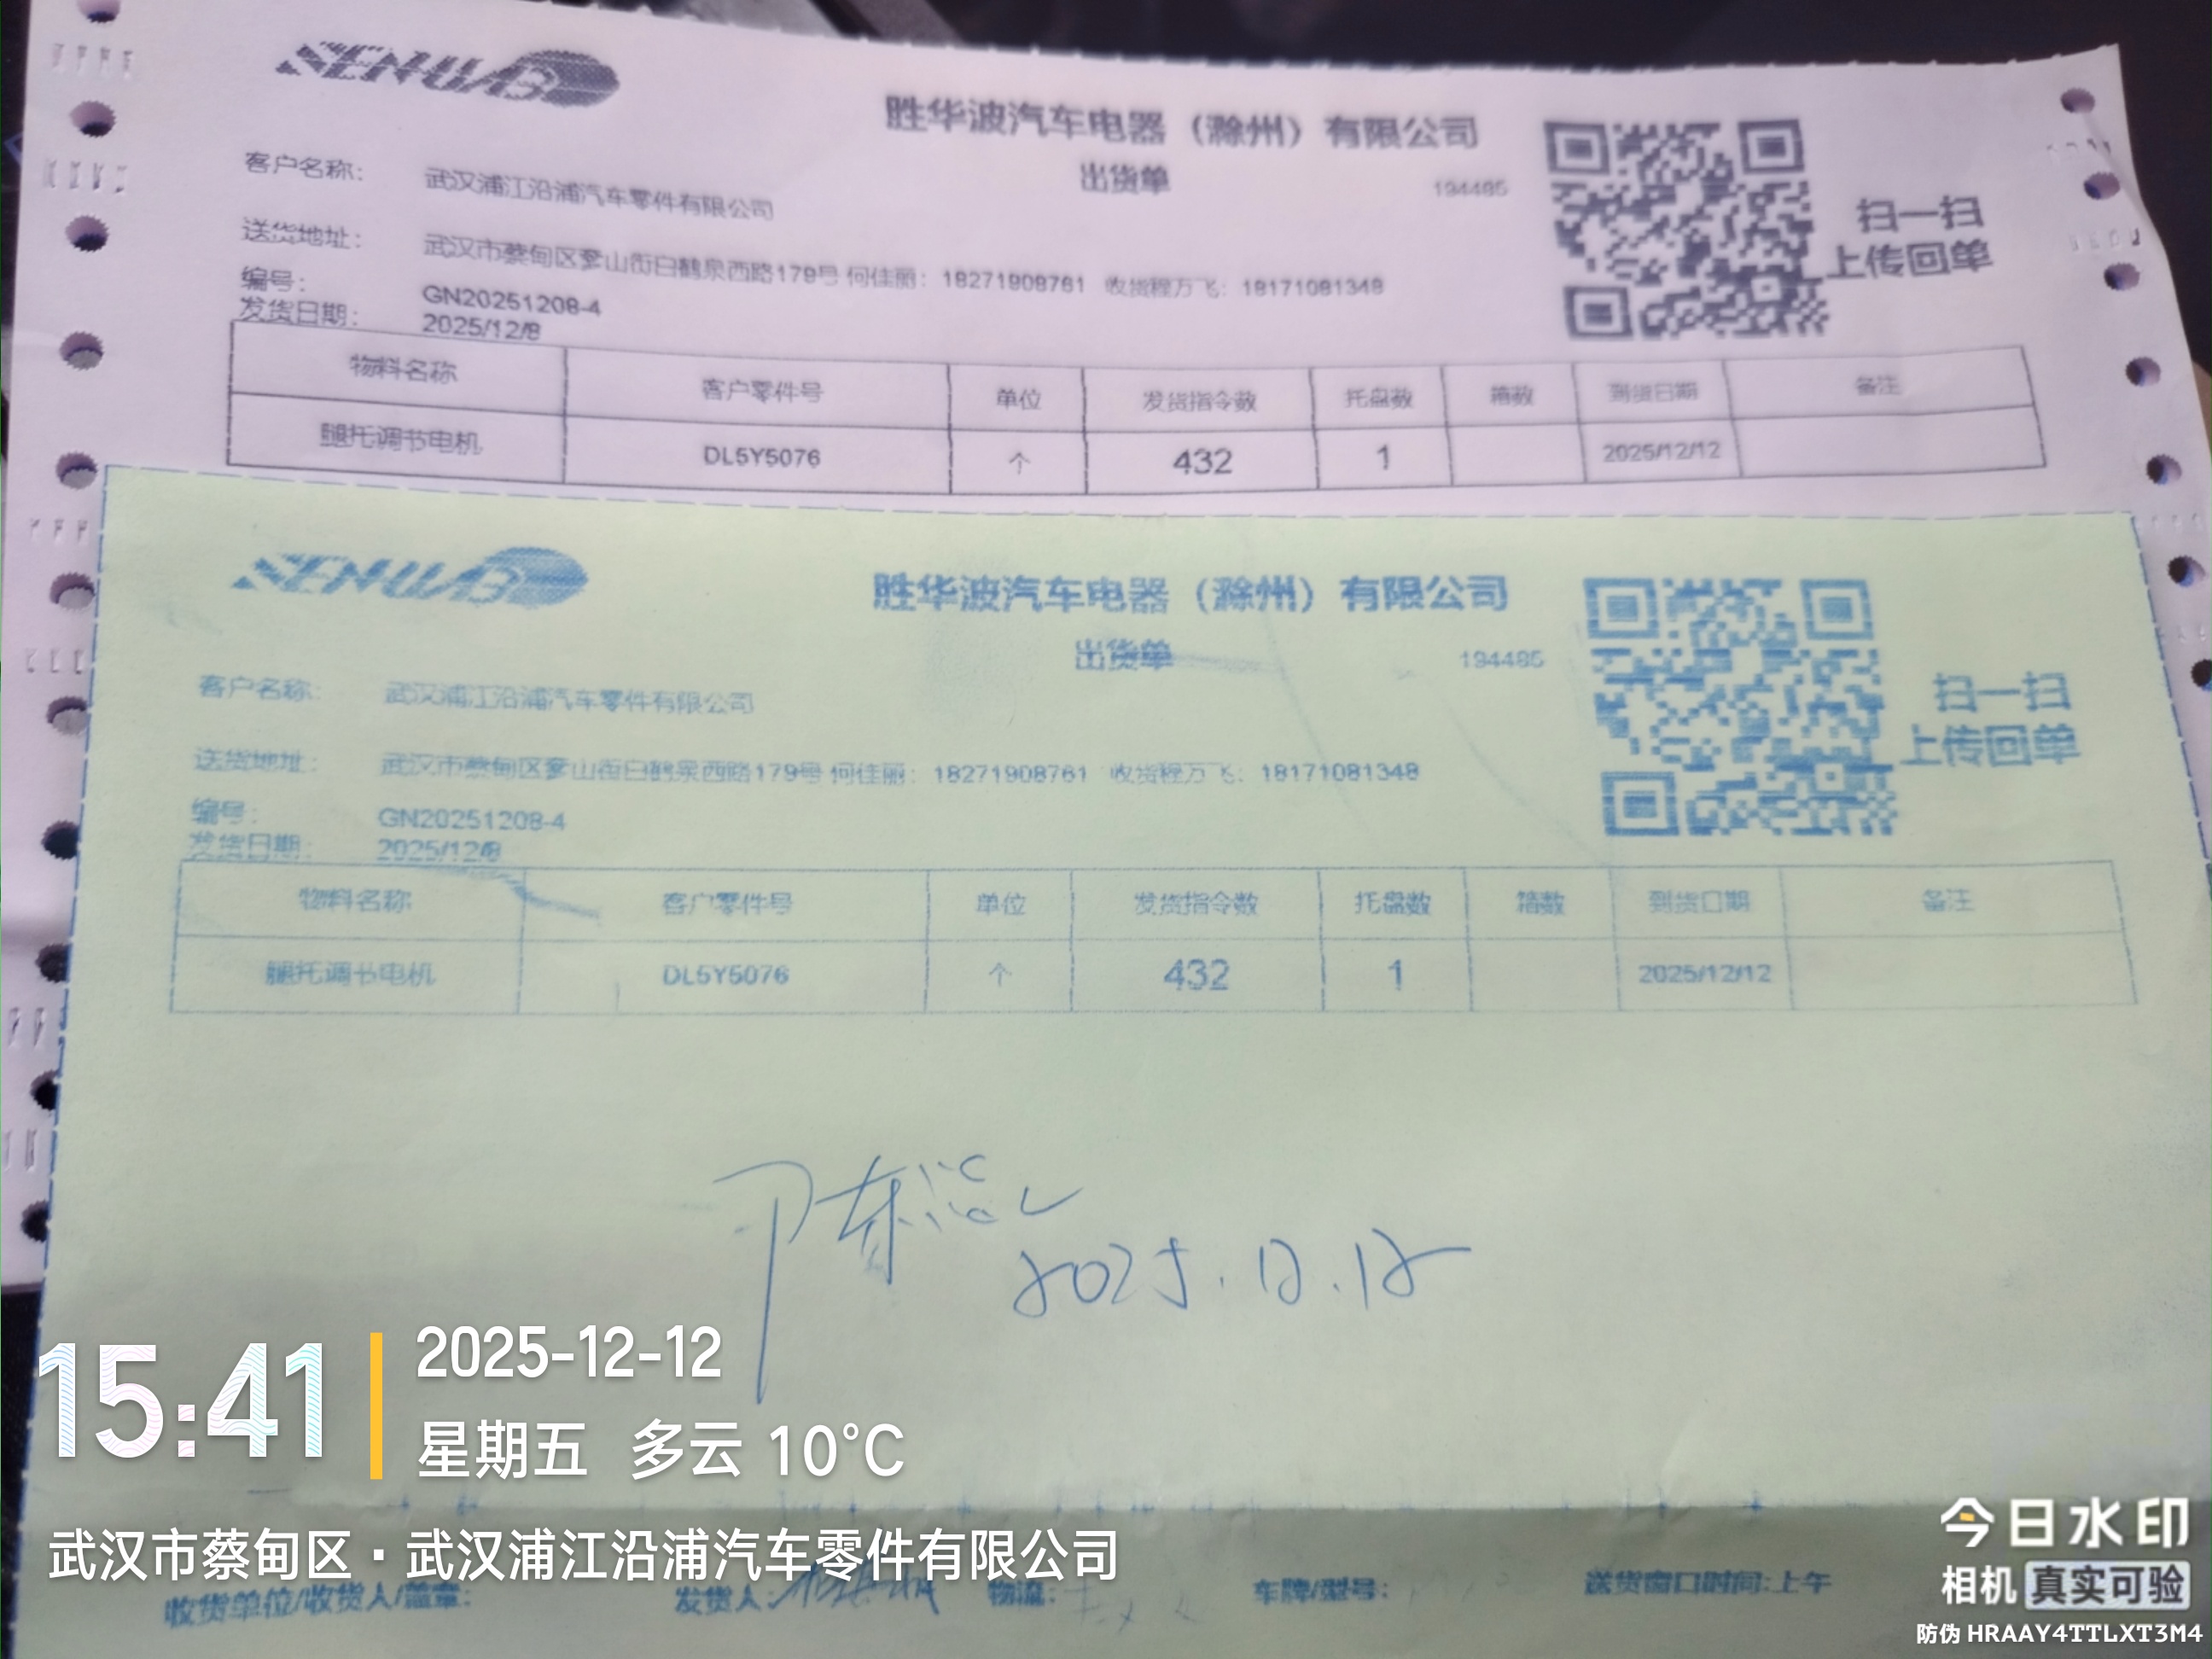 SENHUAB
胜华波汽车电器（滁州）有限公司
出货单
194485
扫一扫
上传回单
客户名称：
武汉浦江沿浦汽车零件有限公司
送货地址：
武汉市蔡甸区奓山街白鹤泉西路179号 何佳丽：18271908761 收货程万飞：18171081348
编号：
GN20251208-4
发货日期：
2025/12/8
物料名称 客户零件号 单位 发货指令数 托盘数 箱数 到货日期 备注
腿托调节电机 DL5Y5076 个 432 1 2025/12/12
SENHUAB
胜华波汽车电器（滁州）有限公司
出货单
194485
扫一扫
上传回单
客户名称：
武汉浦江沿浦汽车零件有限公司
送货地址：
武汉市蔡甸区奓山街白鹤泉西路179号 何佳丽：18271908761 收货程万飞：18171081348
编号：
GN20251208-4
发货日期：
2025/12/8
物料名称 客户零件号 单位 发货指令数 托盘数 箱数 到货日期 备注
腿托调节电机 DL5Y5076 个 432 1 2025/12/12
2025.12.12
15:41
2025-12-12
星期五 多云 10°C
武汉市蔡甸区·武汉浦江沿浦汽车零件有限公司
收货单位/收货人/盖章： 发货人： 物流： 车牌/型号： 送货窗口时间:上午
今日水印
相机 真实可验
防伪 HRAAY4TTLXT3M4